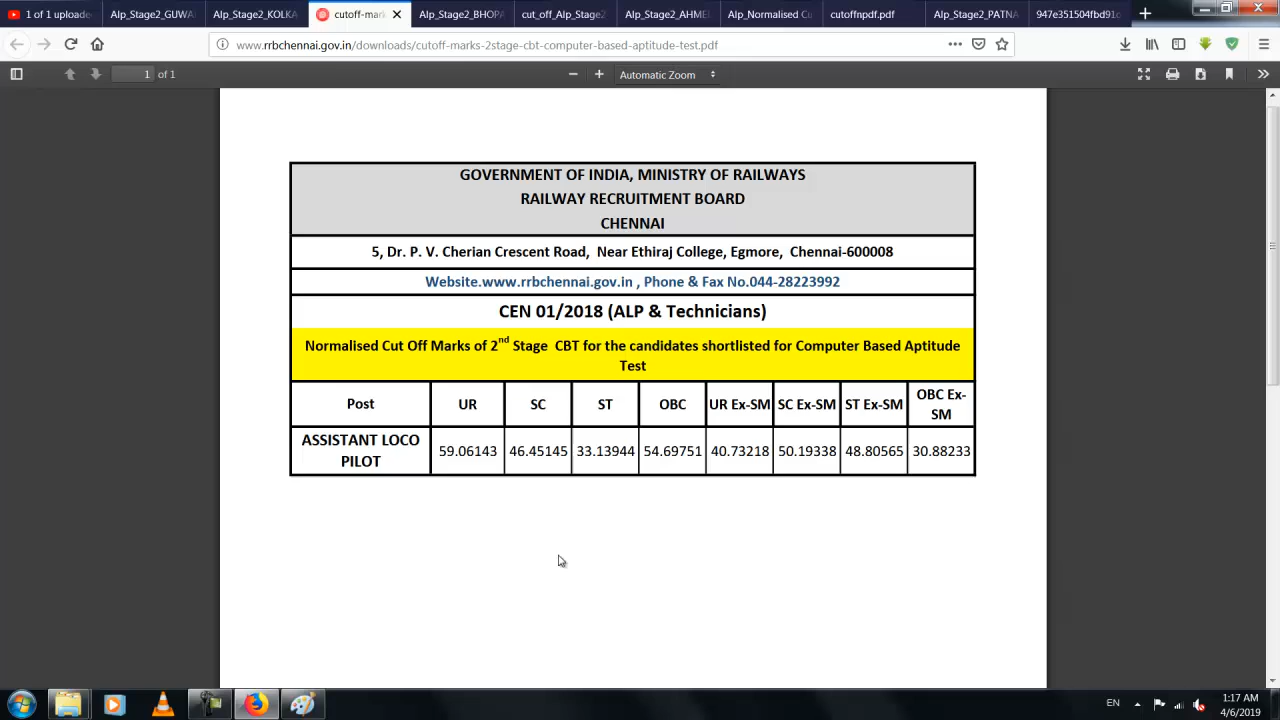 1 of 1 uploade
Alp_Stage2_GUWA
Alp_Stage2_KOLKA
cutoff-mar
Alp_Stage2_BHOPA
cut_off_Alp_Stage2
Alp_Stage2_AHME
Alp_Normalised Cu
cutoffnpdf.pdf
Alp_Stage2_PATNA
947e351504fbd91c
www.rrbchennai.gov.in/downloads/cutoff-marks-2stage-cbt-computer-based-aptitude-test.pdf
1 of 1
Automatic Zoom
GOVERNMENT OF INDIA, MINISTRY OF RAILWAYS
RAILWAY RECRUITMENT BOARD
CHENNAI
5, Dr. P. V. Cherian Crescent Road, Near Ethiraj College, Egmore, Chennai-600008
Website.www.rrbchennai.gov.in , Phone & Fax No.044-28223992
CEN 01/2018 (ALP & Technicians)
Normalised Cut Off Marks of 2nd Stage CBT for the candidates shortlisted for Computer Based Aptitude
Test
Post UR SC ST OBC UR Ex-SM SC Ex-SM ST Ex-SM OBC Ex-
SM
ASSISTANT LOCO
PILOT 59.06143 46.45145 33.13944 54.69751 40.73218 50.19338 48.80565 30.88233
EN
1:17 AM
4/6/2019